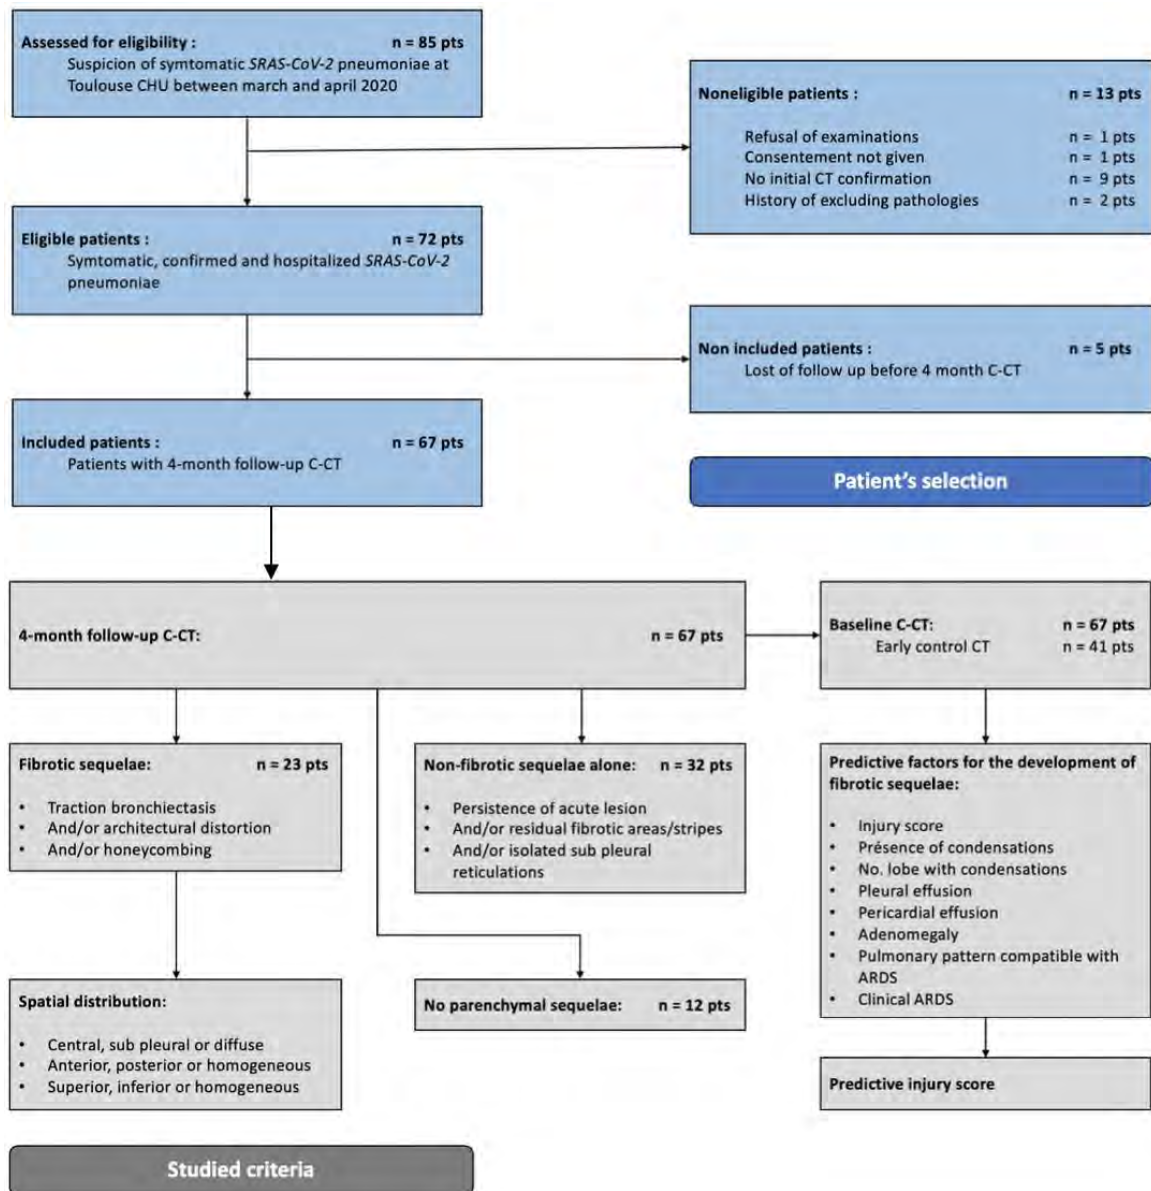 Assessed for eligibility : n = 85 pts
Suspicion of symtomatic SRAS-CoV-2 pneumoniae at
Toulouse CHU between march and april 2020
Noneligible patients : n = 13 pts
Refusal of examinations n = 1 pts
Consentement not given n = 1 pts
No initial CT confirmation n = 9 pts
History of excluding pathologies n = 2 pts
Eligible patients : n = 72 pts
Symtomatic, confirmed and hospitalized SRAS-CoV-2
pneumoniae
Non included patients : n = 5 pts
Lost of follow up before 4 month C-CT
Included patients : n = 67 pts
Patients with 4-month follow-up C-CT
Patient's selection
4-month follow-up C-CT: n = 67 pts
Baseline C-CT: n = 67 pts
Early control CT n = 41 pts
Fibrotic sequelae: n = 23 pts
• Traction bronchiectasis
• And/or architectural distortion
• And/or honeycombing
Non-fibrotic sequelae alone: n = 32 pts
• Persistence of acute lesion
• And/or residual fibrotic areas/stripes
• And/or isolated sub pleural
reticulations
Predictive factors for the development of
fibrotic sequelae:
• Injury score
• Présence of condensations
• No. lobe with condensations
• Pleural effusion
• Pericardial effusion
• Adenomegaly
• Pulmonary pattern compatible with
ARDS
• Clinical ARDS
Spatial distribution:
• Central, sub pleural or diffuse
• Anterior, posterior or homogeneous
• Superior, inferior or homogeneous
No parenchymal sequelae: n = 12 pts
Predictive injury score
Studied criteria